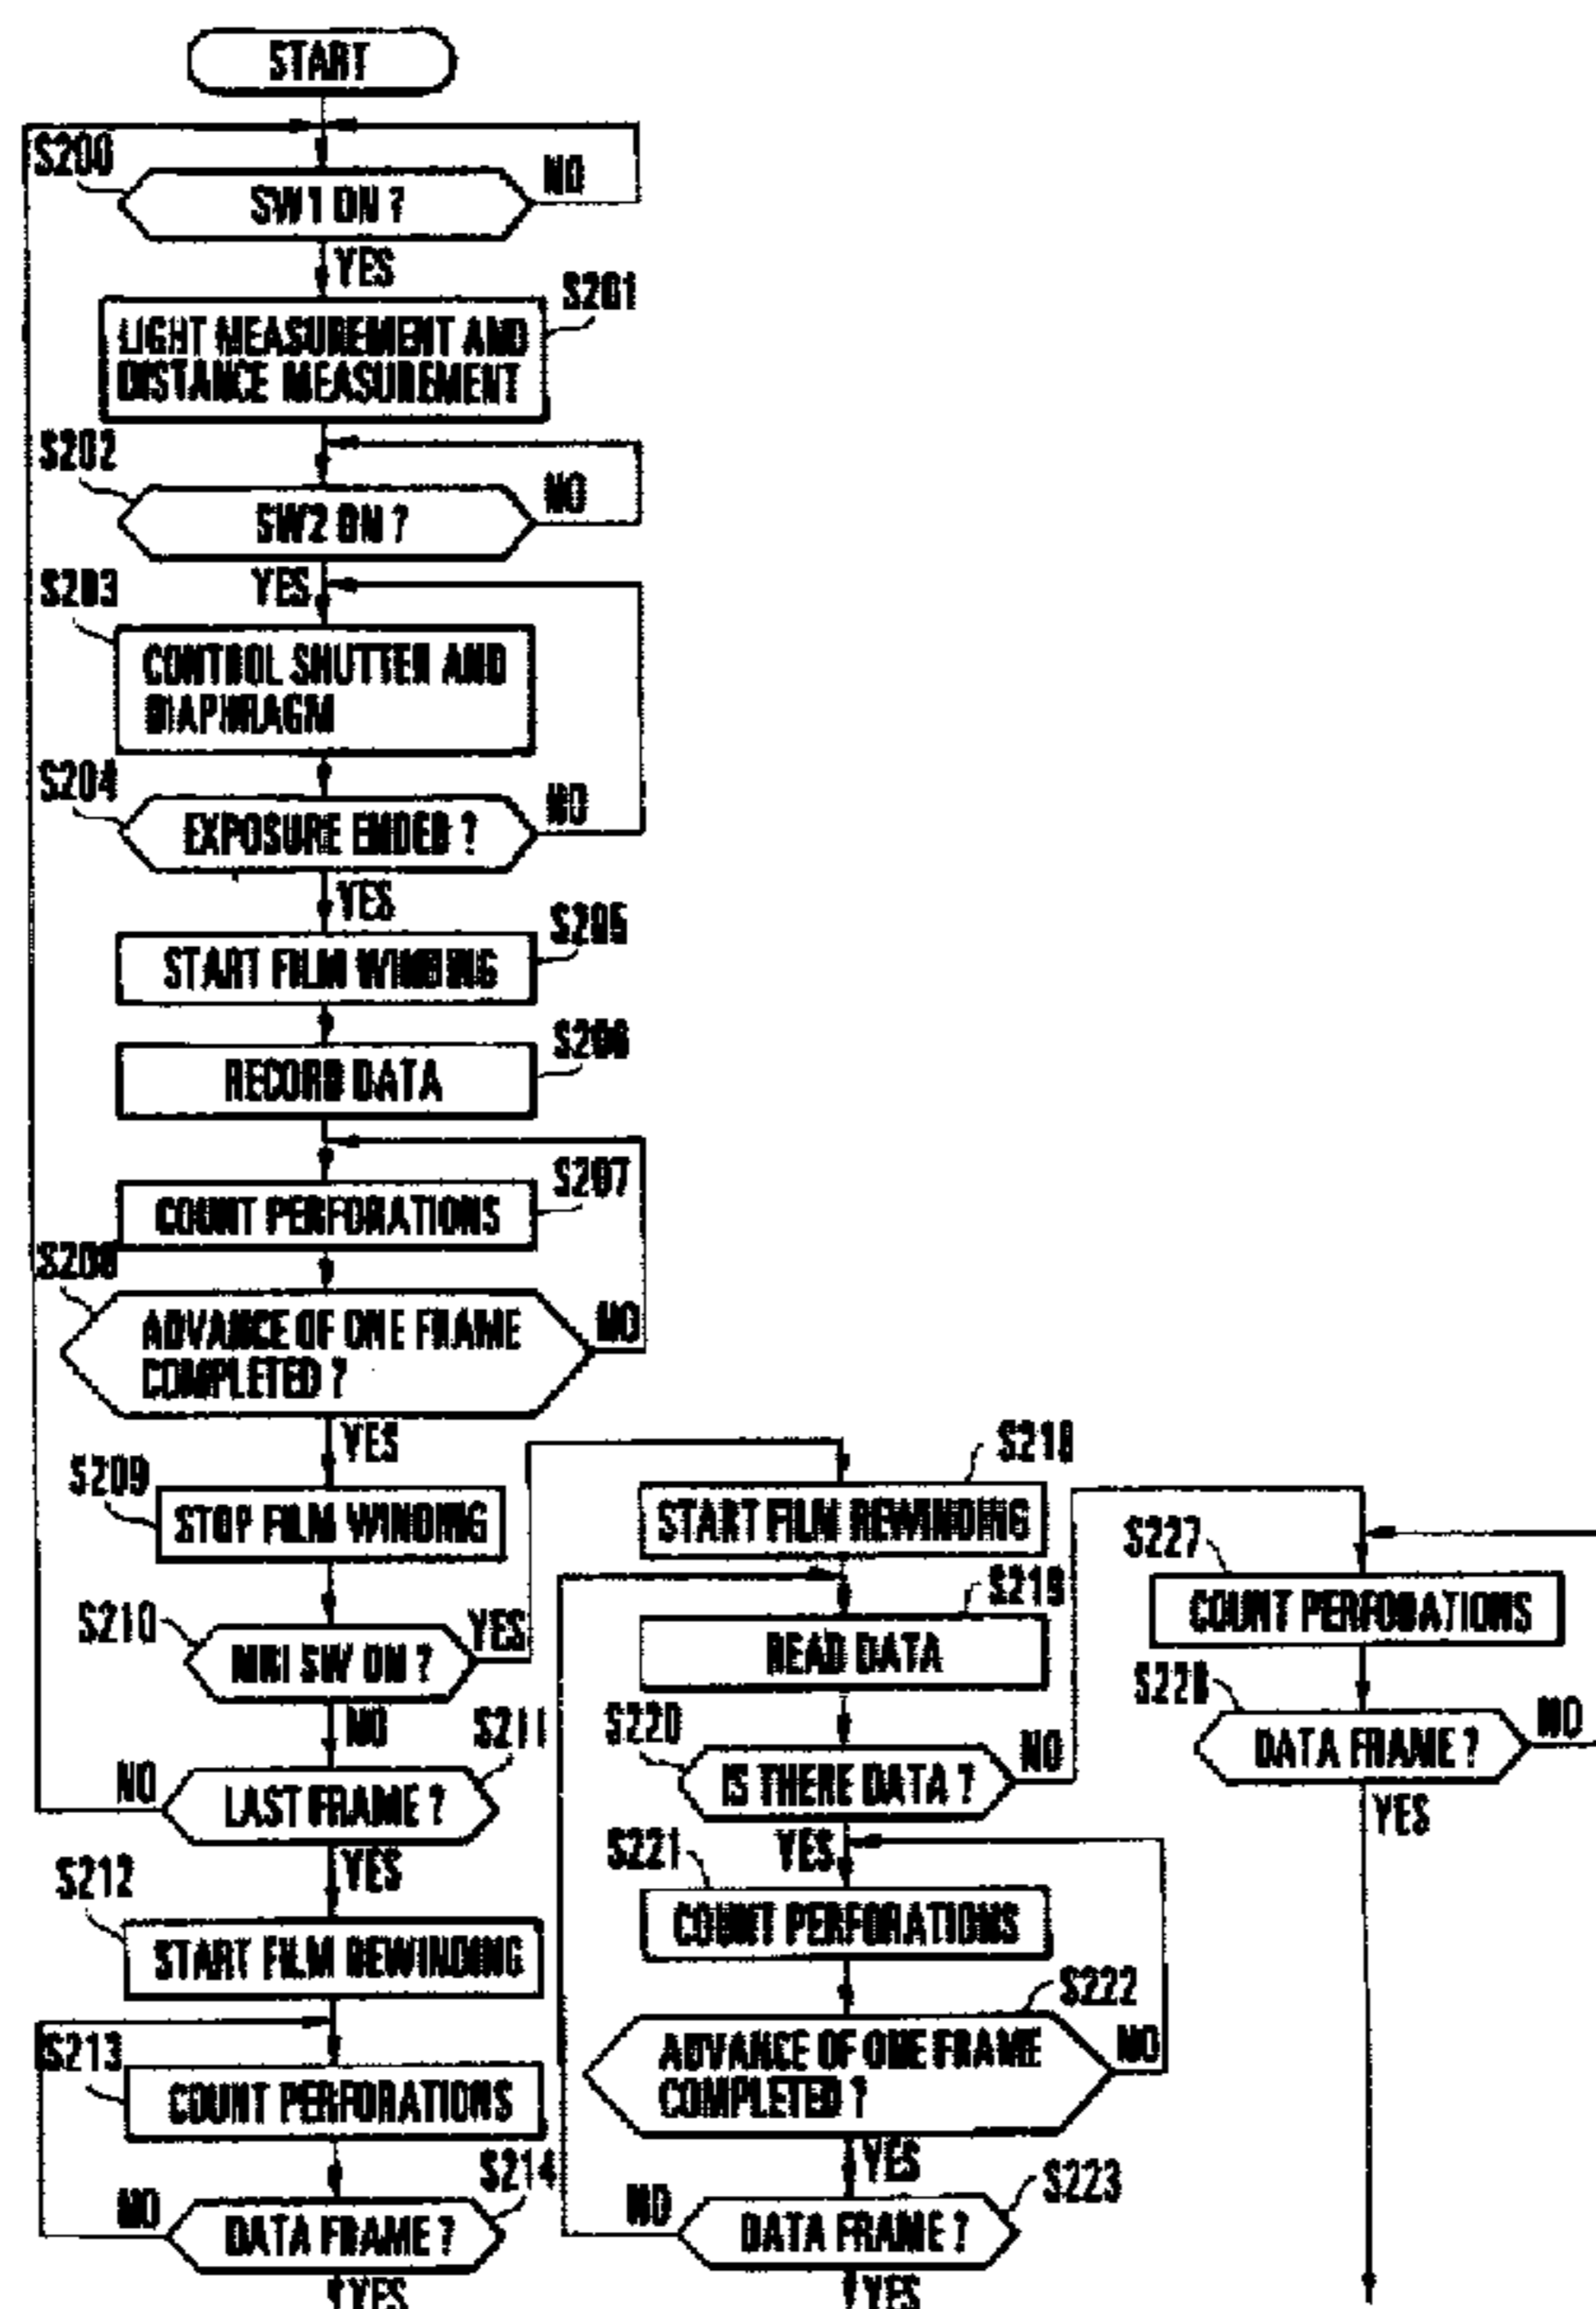 START
S200
NO
SW1 ON ?
YES
S201
LIGHT MEASUREMENT AND
DISTANCE MEASUREMENT
S202
NO
SW2 ON ?
S203
YES
CONTROL SHUTTER AND
DIAPHRAGM
S204
NO
EXPOSURE ENDED ?
YES
S205
START FILM WINDING
S206
RECORD DATA
S207
COUNT PERFORATIONS
S208
ADVANCE OF ONE FRAME
COMPLETED ?
NO
YES
S209
STOP FILM WINDING
S210
YES
MRI SW ON ?
NO
S211
NO
LAST FRAME ?
YES
S212
START FILM REWINDING
S213
COUNT PERFORATIONS
S214
NO
DATA FRAME ?
YES
S218
START FILM REWINDING
S219
READ DATA
S220
NO
IS THERE DATA ?
S221
YES
COUNT PERFORATIONS
S222
ADVANCE OF ONE FRAME
COMPLETED ?
NO
YES
S223
NO
DATA FRAME ?
YES
S227
COUNT PERFORATIONS
S228
NO
DATA FRAME ?
YES